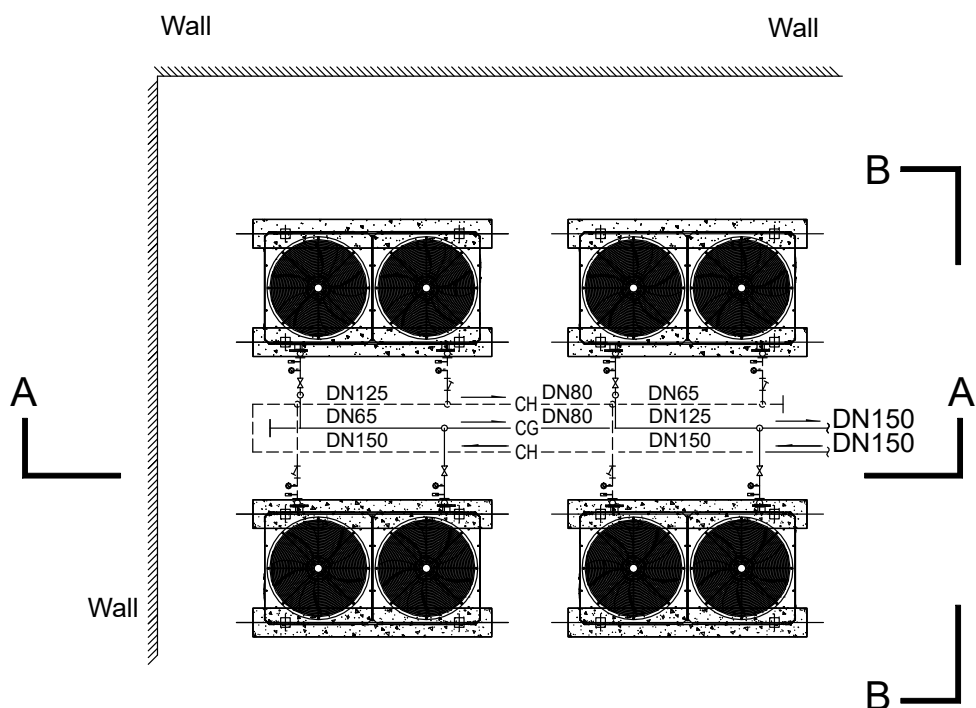 Wall Wall
B
A A
DN125 DN80 DN65
CH
DN65 DN80 DN125 DN150
CG
DN150 DN150 DN150
CH
Wall
B